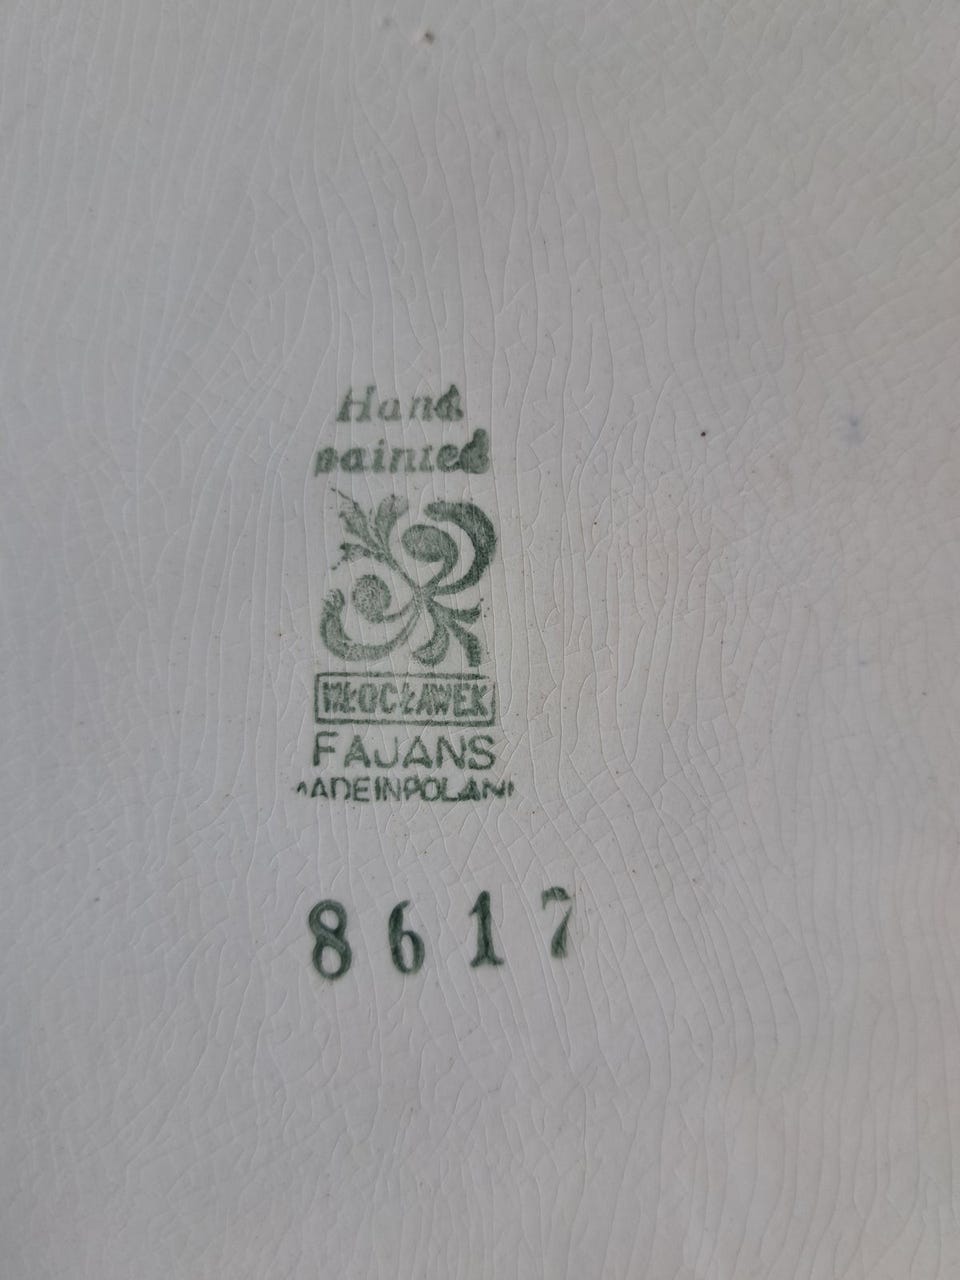 Hand
painted
WŁOCŁAWEK
FAJANS
MADE IN POLAND
8617